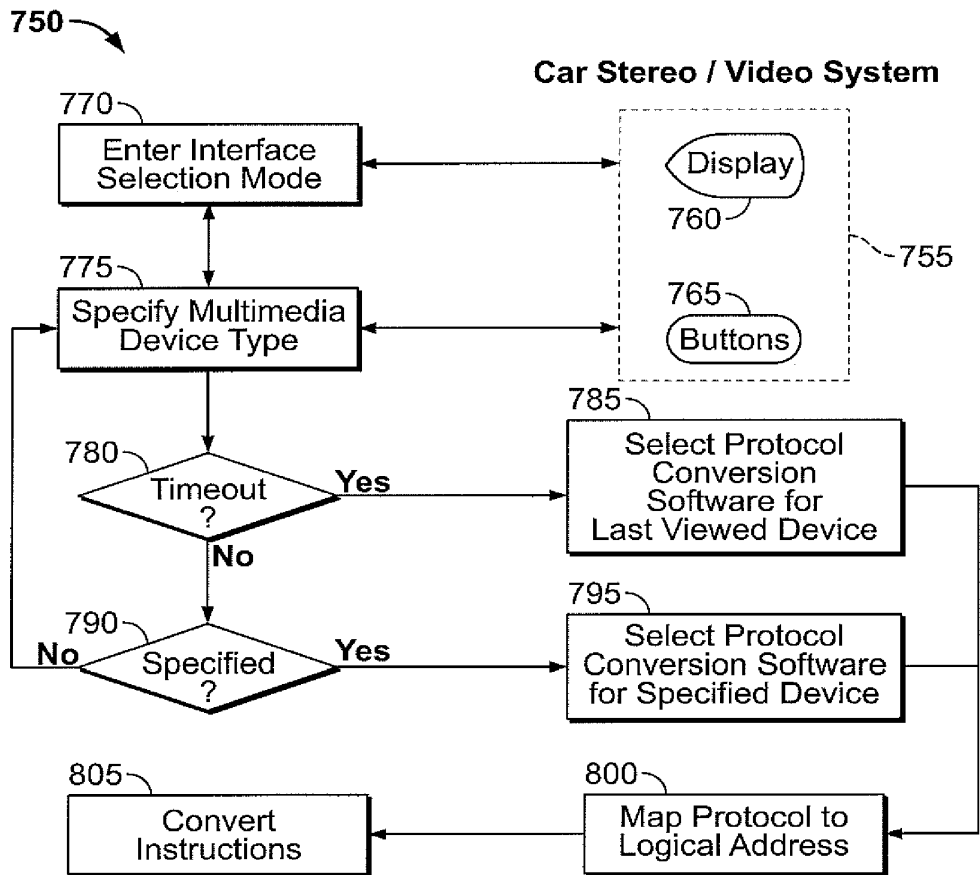 750
Car Stereo / Video System
770
Enter Interface
Selection Mode
Display
760
755
775
Specify Multimedia
Device Type
765
Buttons
780
Timeout
?
Yes
No
785
Select Protocol
Conversion
Software for
Last Viewed Device
790
Specified
?
No
Yes
795
Select Protocol
Conversion Software
for Specified Device
805
Convert
Instructions
800
Map Protocol to
Logical Address